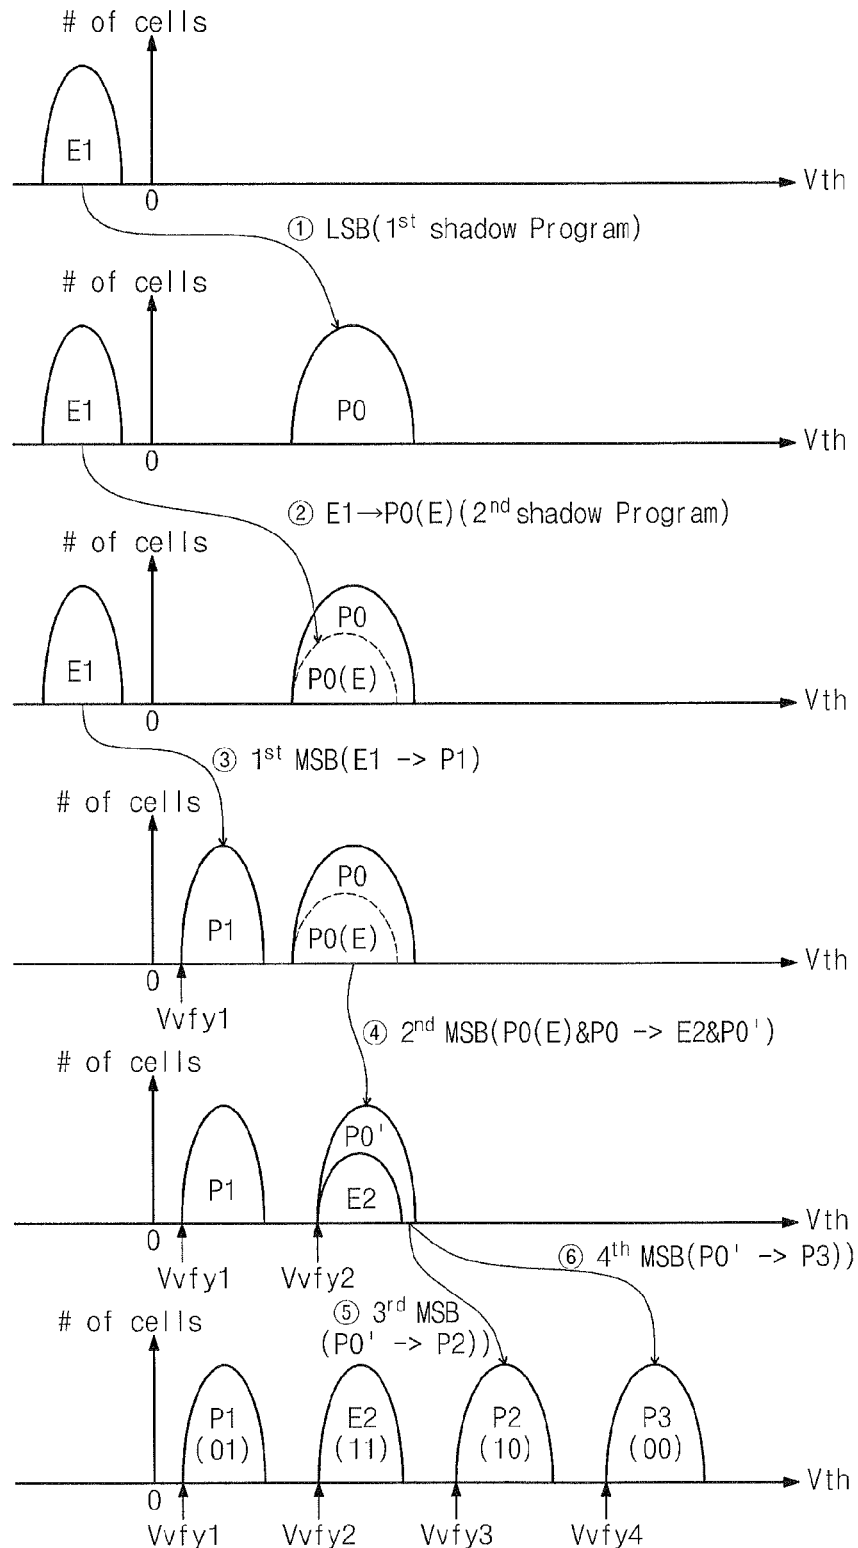 # of cells
E1
Vth
0
① LSB(1st shadow Program)
# of cells
E1
P0
Vth
0
② E1→P0(E)(2nd shadow Program)
# of cells
P0
E1
P0(E)
Vth
0
③ 1st MSB(E1 -> P1)
# of cells
P0
P1
P0(E)
Vth
0
Vvfy1
④ 2nd MSB(P0(E)&P0 -> E2&P0')
# of cells
P0'
P1
E2
Vth
0
Vvfy1
Vvfy2
⑥ 4th MSB(P0' -> P3))
⑤ 3rd MSB
(P0' -> P2))
# of cells
P1
(01)
E2
(11)
P2
(10)
P3
(00)
Vth
0
Vvfy1
Vvfy2
Vvfy3
Vvfy4